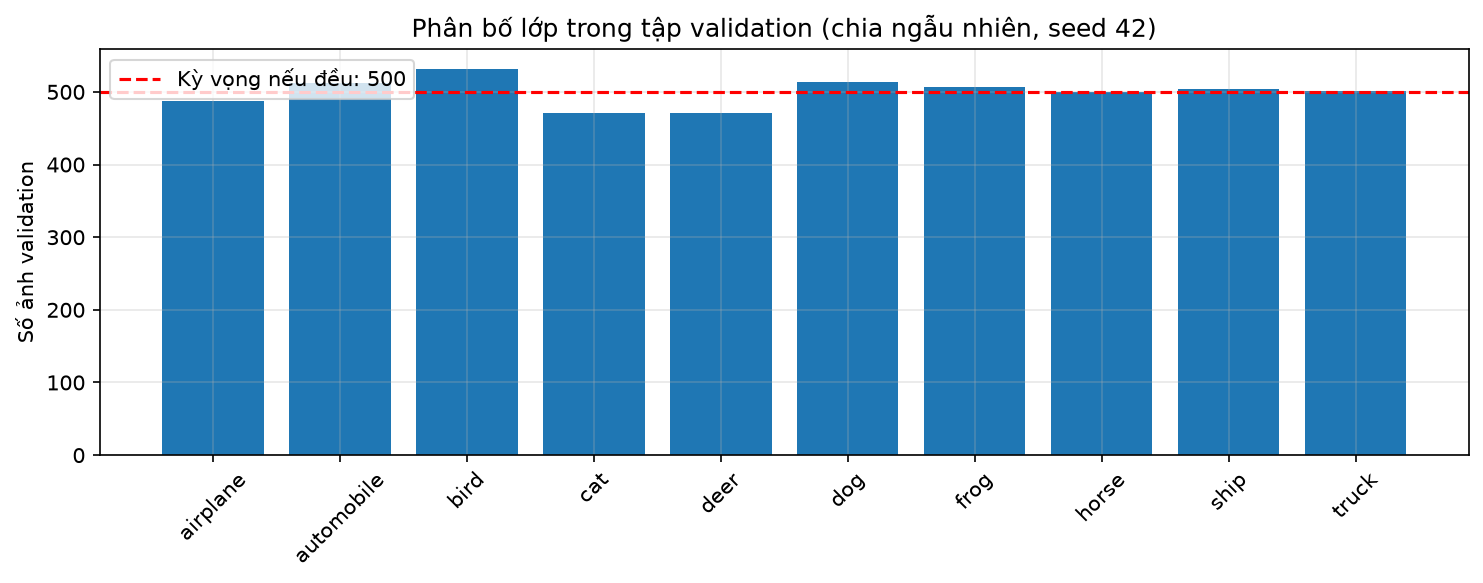 Phân bố lớp trong tập validation (chia ngẫu nhiên, seed 42)
Kỳ vọng nếu đều: 500
Số ảnh validation
500
400
300
200
100
0
airplane
automobile
bird
cat
deer
dog
frog
horse
ship
truck